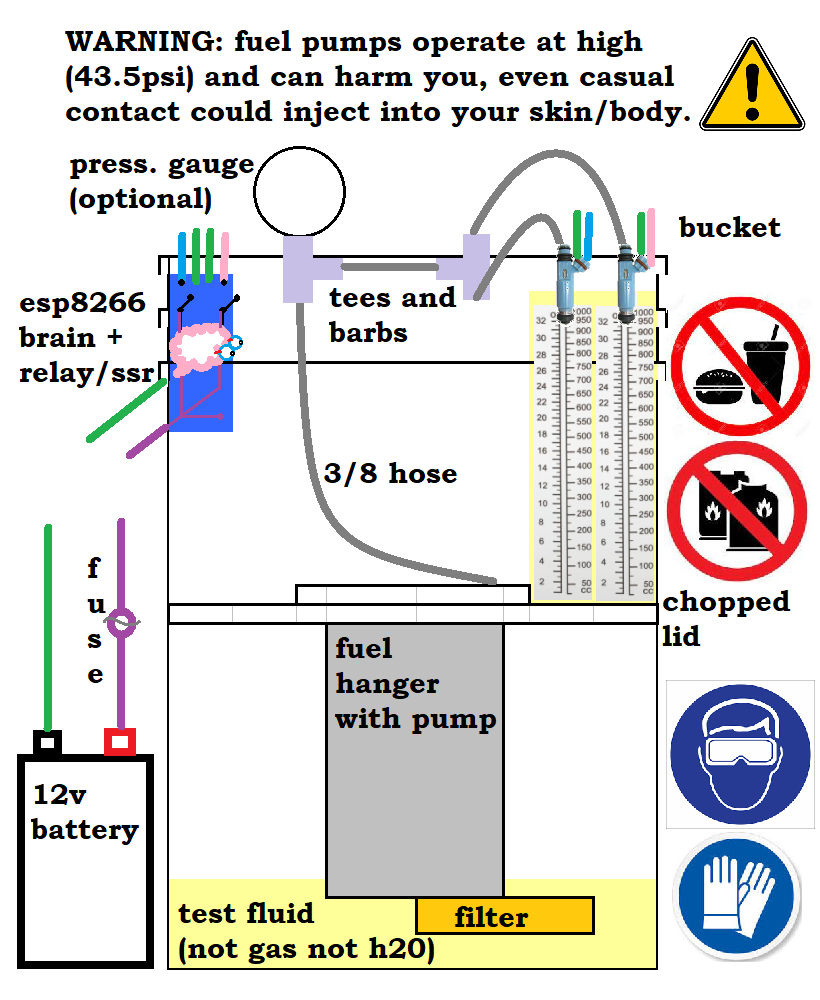 WARNING: fuel pumps operate at high
(43.5psi) and can harm you, even casual
contact could inject into your skin/body.
press. gauge
(optional)
bucket
esp8266
brain +
relay/ssr
tees and
barbs
32
30
28
26
24
22
20
18
16
14
12
10
8
6
4
2
1000
950
900
850
800
750
700
650
600
550
500
450
400
350
300
250
200
150
100
50
cc
32
30
28
26
24
22
20
18
16
14
12
10
8
6
4
2
1000
950
900
850
800
750
700
650
600
550
500
450
400
350
300
250
200
150
100
50
cc
3/8 hose
f
u
s
e
chopped
lid
fuel
hanger
with pump
12v
battery
test fluid
(not gas not h20)
filter